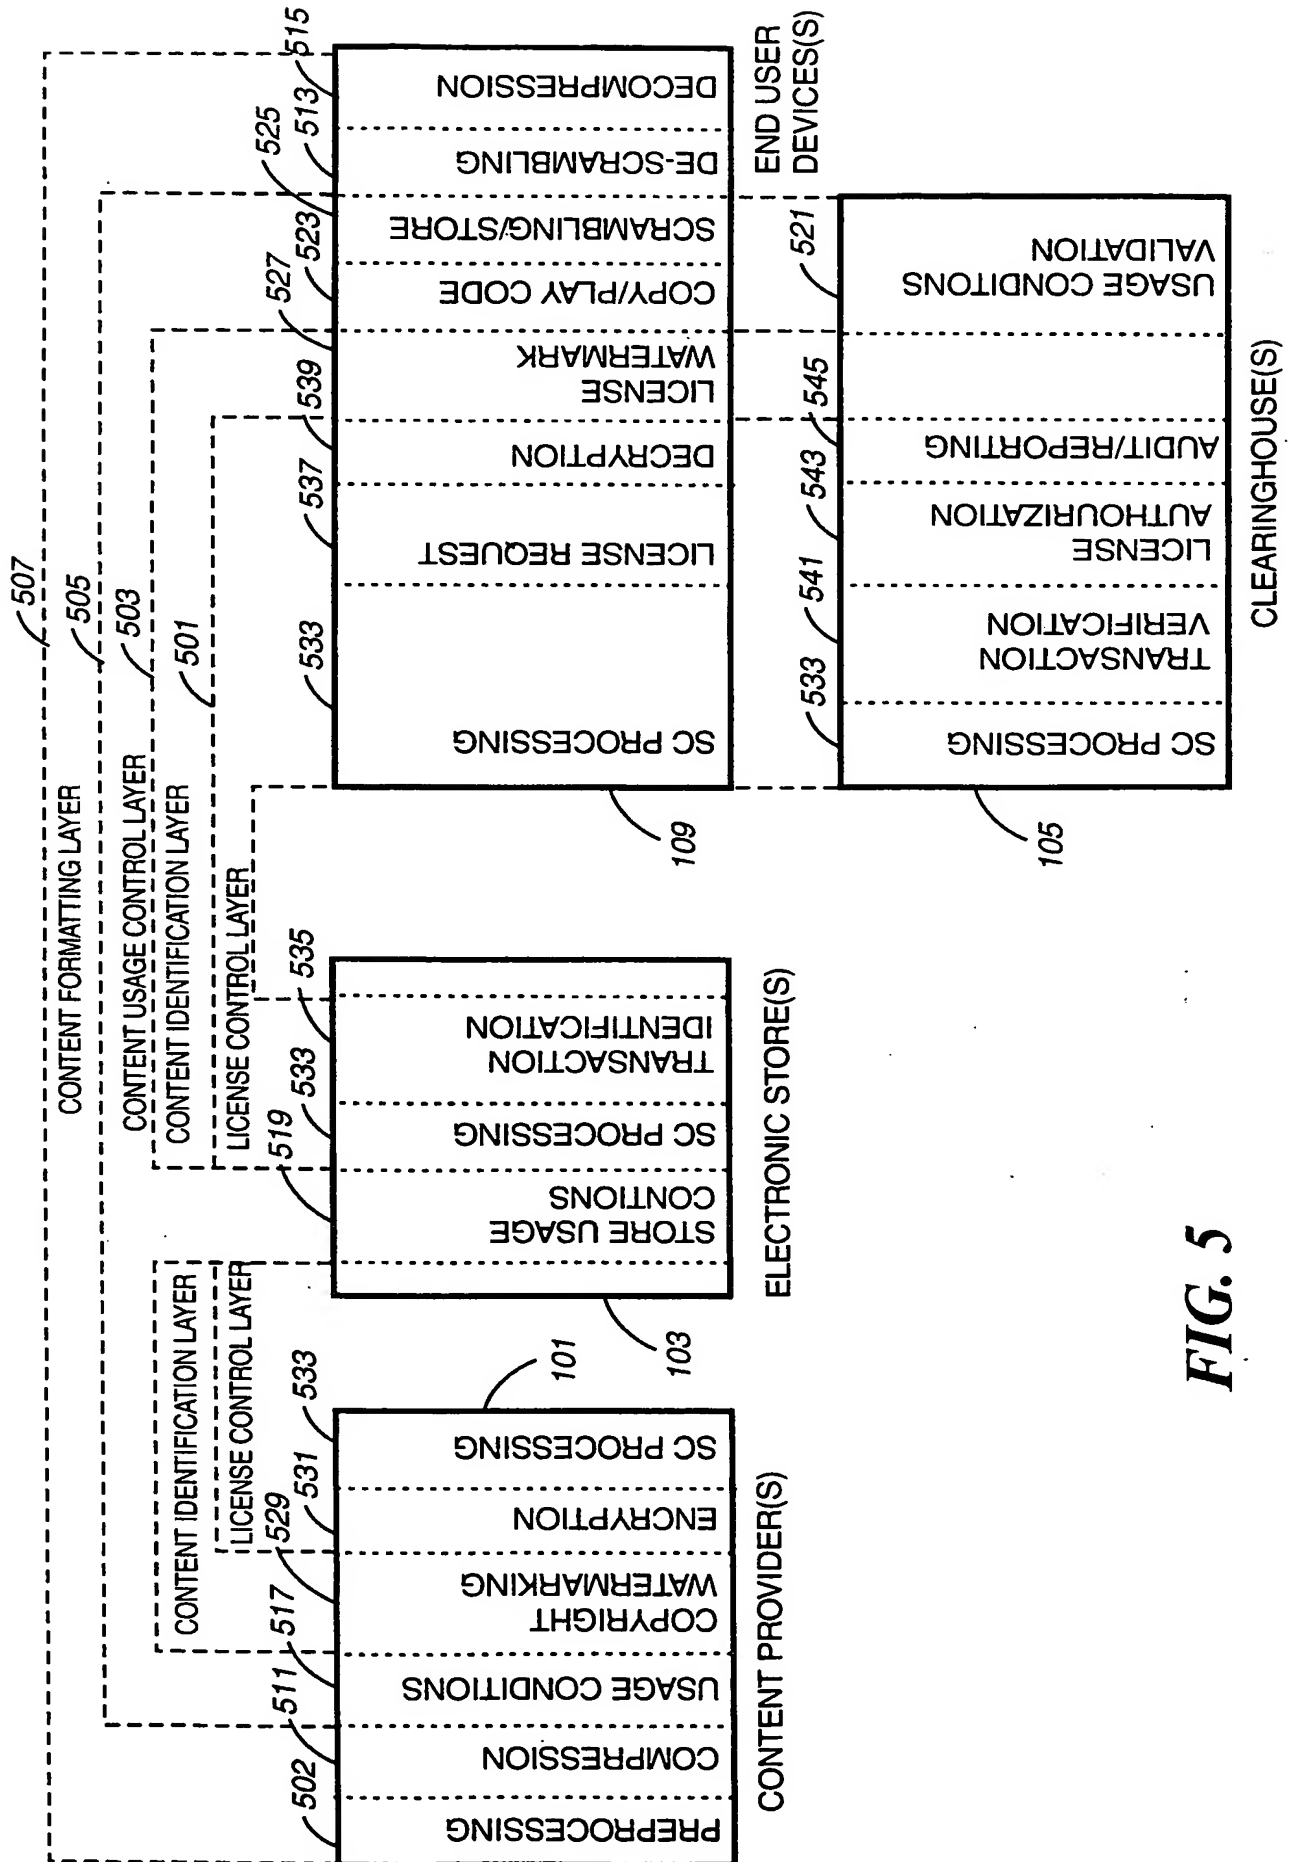 507
CONTENT FORMATTING LAYER
505
CONTENT USAGE CONTROL LAYER
503
CONTENT IDENTIFICATION LAYER
501
LICENSE CONTROL LAYER
CONTENT IDENTIFICATION LAYER
LICENSE CONTROL LAYER
502
511
517
529
531
533
PREPROCESSING
COMPRESSION
USAGE CONDITIONS
COPYRIGHT
WATERMARKING
ENCRYPTION
SC PROCESSING
101
CONTENT PROVIDER(S)
519
533
535
STORE USAGE
CONTIONS
SC PROCESSING
TRANSACTION
IDENTIFICATION
103
ELECTRONIC STORE(S)
533
537
539
527
523
525
513
515
SC PROCESSING
LICENSE REQUEST
DECRYPTION
LICENSE
WATERMARK
COPY/PLAY CODE
SCRAMBLING/STORE
DE-SCRAMBLING
DECOMPRESSION
109
END USER
DEVICES(S)
533
541
543
545
521
SC PROCESSING
TRANSACTION
VERIFICATION
LICENSE
AUTHOURIZATION
AUDIT/REPORTING
USAGE CONDITONS
VALIDATION
105
CLEARINGHOUSE(S)
FIG. 5